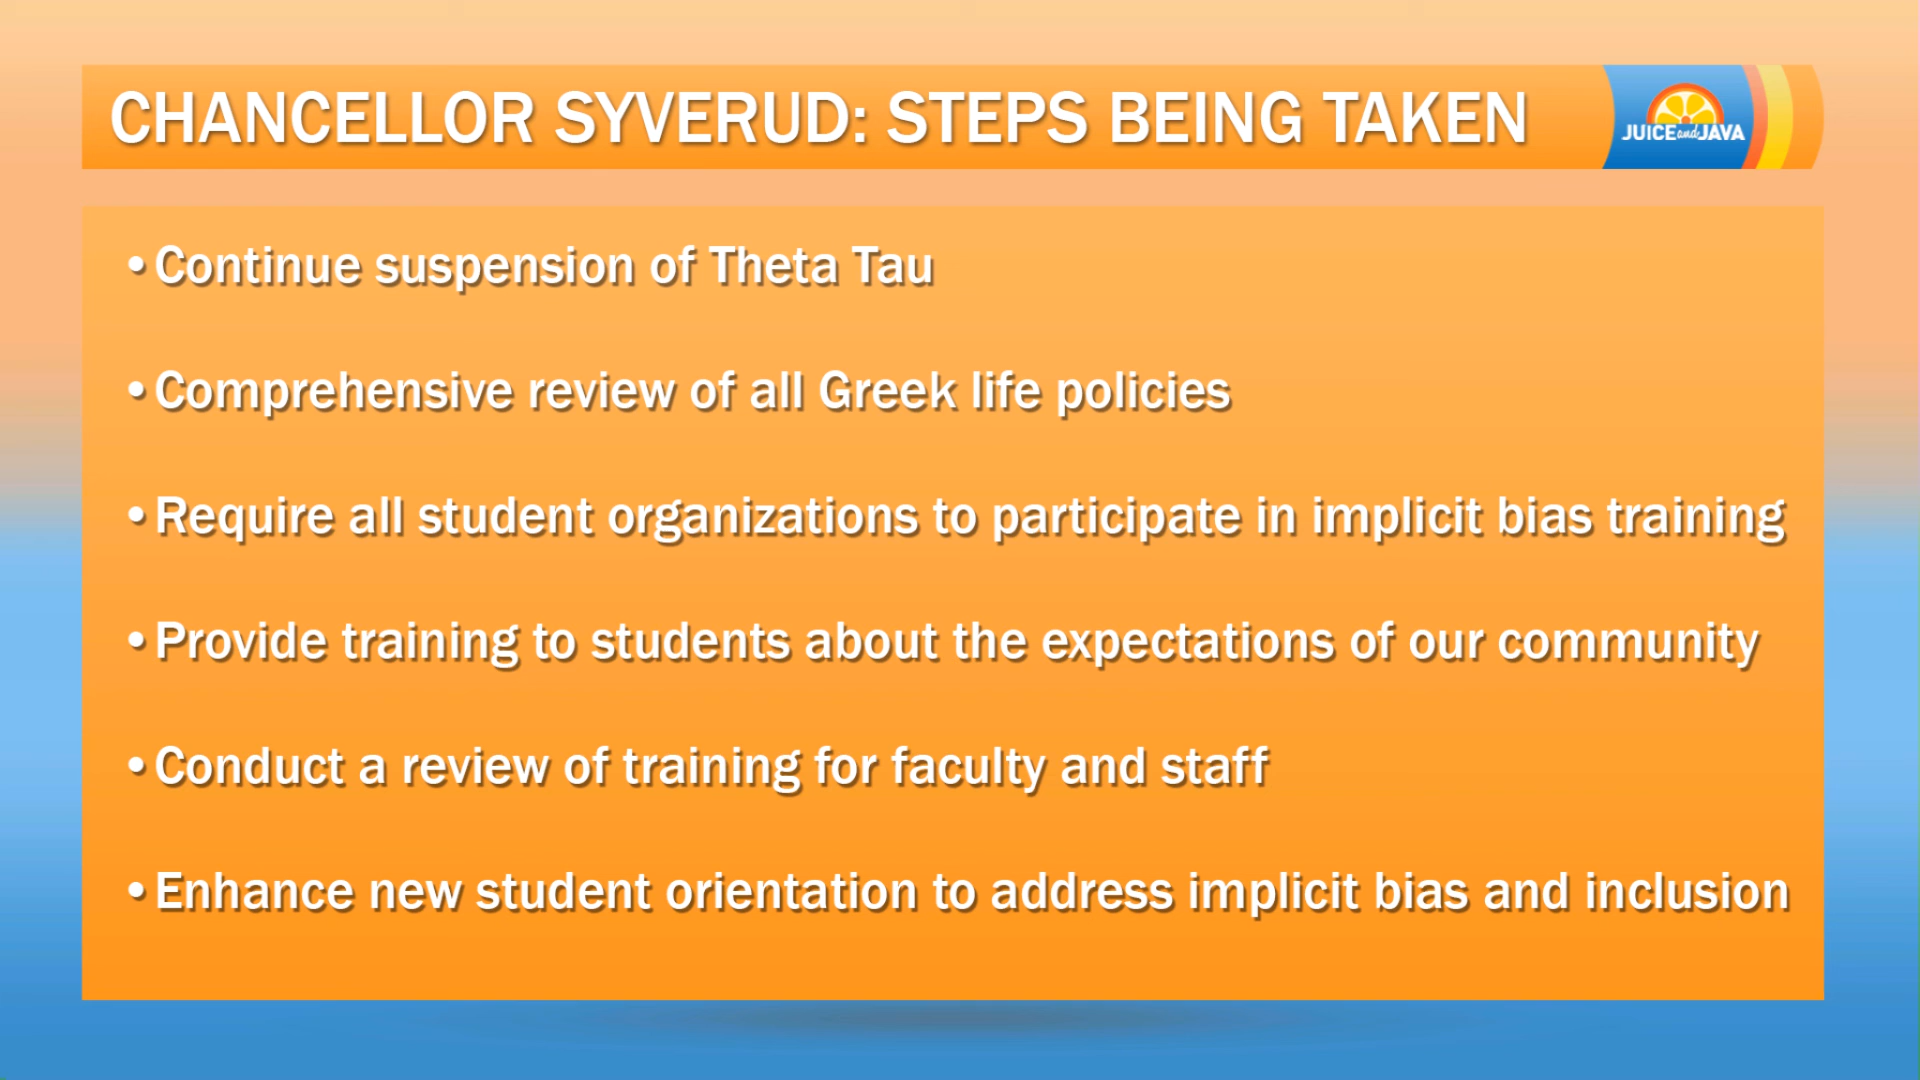 CHANCELLOR SYVERUD: STEPS BEING TAKEN
JUICE and JAVA
• Continue suspension of Theta Tau
• Comprehensive review of all Greek life policies
• Require all student organizations to participate in implicit bias training
• Provide training to students about the expectations of our community
• Conduct a review of training for faculty and staff
• Enhance new student orientation to address implicit bias and inclusion